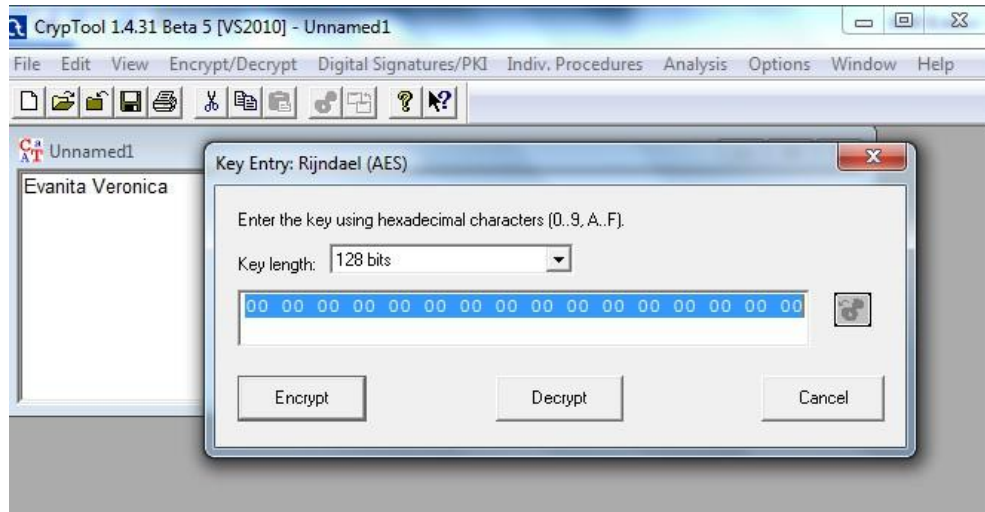 CrypTool 1.4.31 Beta 5 [VS2010] - Unnamed1
File Edit View Encrypt/Decrypt Digital Signatures/PKI Indiv. Procedures Analysis Options Window Help
Unnamed1
Evanita Veronica
Key Entry: Rijndael (AES)
Enter the key using hexadecimal characters (0..9, A..F).
Key length: 128 bits
00 00 00 00 00 00 00 00 00 00 00 00 00 00 00 00
Encrypt Decrypt Cancel